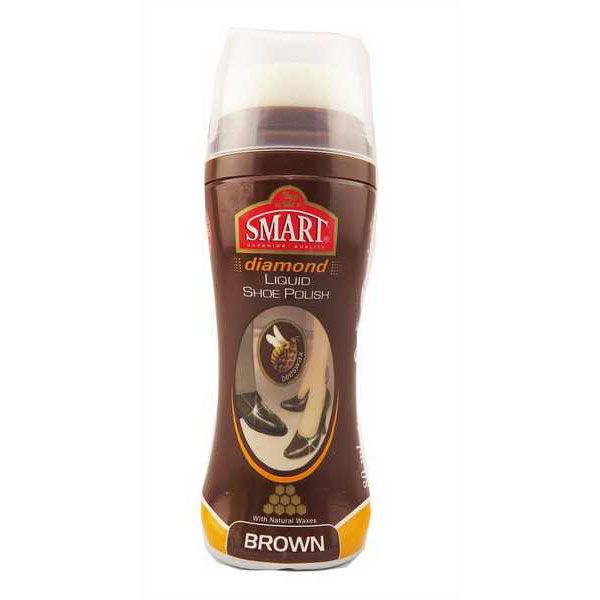 SMART®
SUPERIOR QUALITY
diamond
LIQUID
SHOE POLISH
beeswax
With Natural Waxes
BROWN